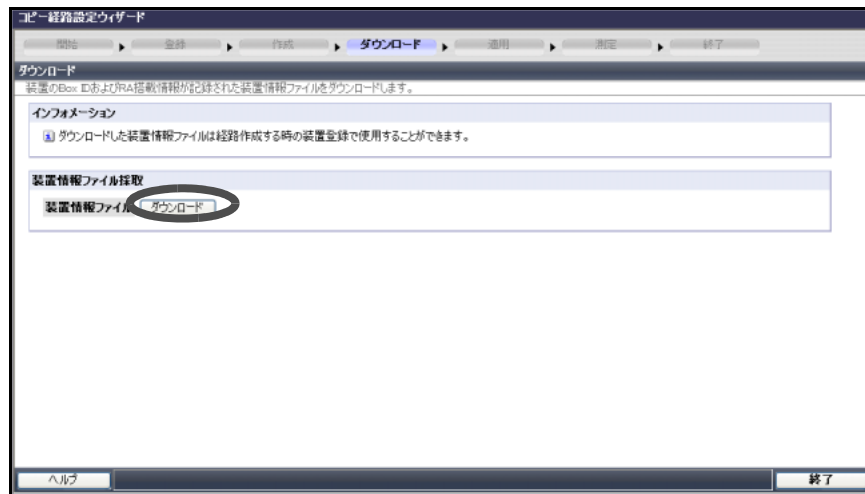 コピー経路設定ウィザード
開始 登録 作成 ダウンロード 適用 測定 終了
ダウンロード
装置のBox IDおよびRA搭載情報が記録された装置情報ファイルをダウンロードします。
インフォメーション
ダウンロードした装置情報ファイルは経路作成する時の装置登録で使用することができます。
装置情報ファイル採取
装置情報ファイル ダウンロード
ヘルプ 終了